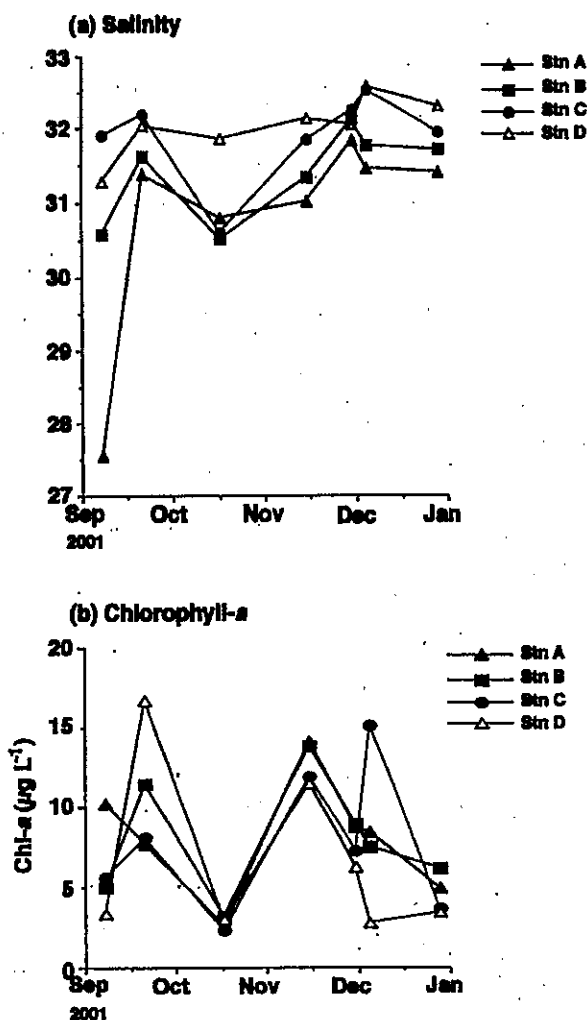 (a) Salinity
33
32
31
30
29
28
27
Stn A
Stn B
Stn C
Stn D
Sep Oct Nov Dec Jan
2001
(b) Chlorophyll-a
20
15
10
5
0
Chl-a (µg L-1)
Stn A
Stn B
Stn C
Stn D
Sep Oct Nov Dec Jan
2001